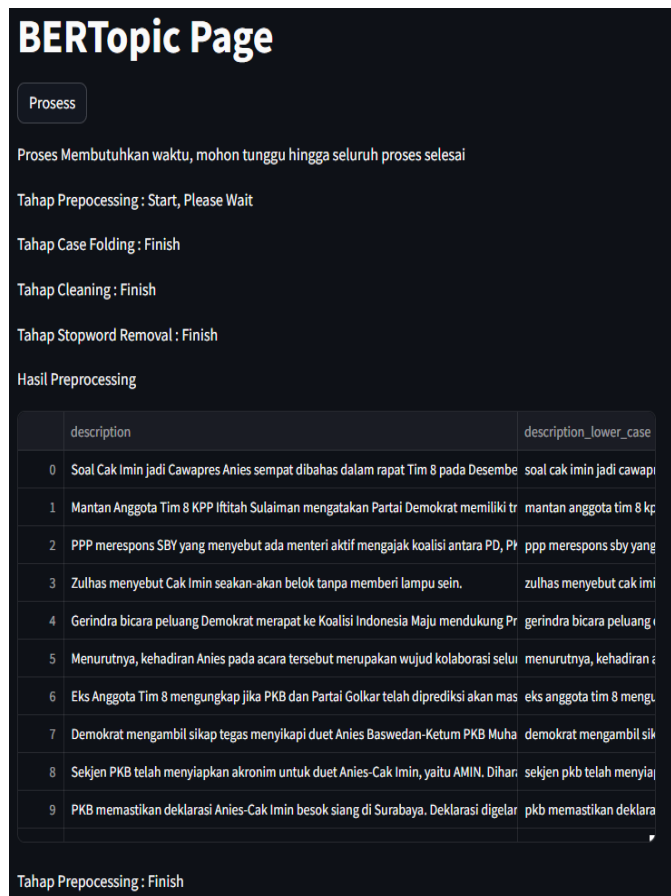 BERTopic Page
Prosess
Proses Membutuhkan waktu, mohon tunggu hingga seluruh proses selesai
Tahap Prepocessing : Start, Please Wait
Tahap Case Folding : Finish
Tahap Cleaning : Finish
Tahap Stopword Removal : Finish
Hasil Preprocessing
description description_lower_case
0 Soal Cak Imin jadi Cawapres Anies sempat dibahas dalam rapat Tim 8 pada Desembe soal cak imin jadi cawapr
1 Mantan Anggota Tim 8 KPP Iftitah Sulaiman mengatakan Partai Demokrat memiliki tr mantan anggota tim 8 kp
2 PPP merespons SBY yang menyebut ada menteri aktif mengajak koalisi antara PD, PK ppp merespons sby yang
3 Zulhas menyebut Cak Imin seakan-akan belok tanpa memberi lampu sein. zulhas menyebut cak imi
4 Gerindra bicara peluang Demokrat merapat ke Koalisi Indonesia Maju mendukung Pr gerindra bicara peluang
5 Menurutnya, kehadiran Anies pada acara tersebut merupakan wujud kolaborasi selu menurutnya, kehadiran a
6 Eks Anggota Tim 8 mengungkap jika PKB dan Partai Golkar telah diprediksi akan mas eks anggota tim 8 mengu
7 Demokrat mengambil sikap tegas menyikapi duet Anies Baswedan-Ketum PKB Muha demokrat mengambil sik
8 Sekjen PKB telah menyiapkan akronim untuk duet Anies-Cak Imin, yaitu AMIN. Dihar sekjen pkb telah menyia
9 PKB memastikan deklarasi Anies-Cak Imin besok siang di Surabaya. Deklarasi digelar pkb memastikan deklara
Tahap Prepocessing : Finish